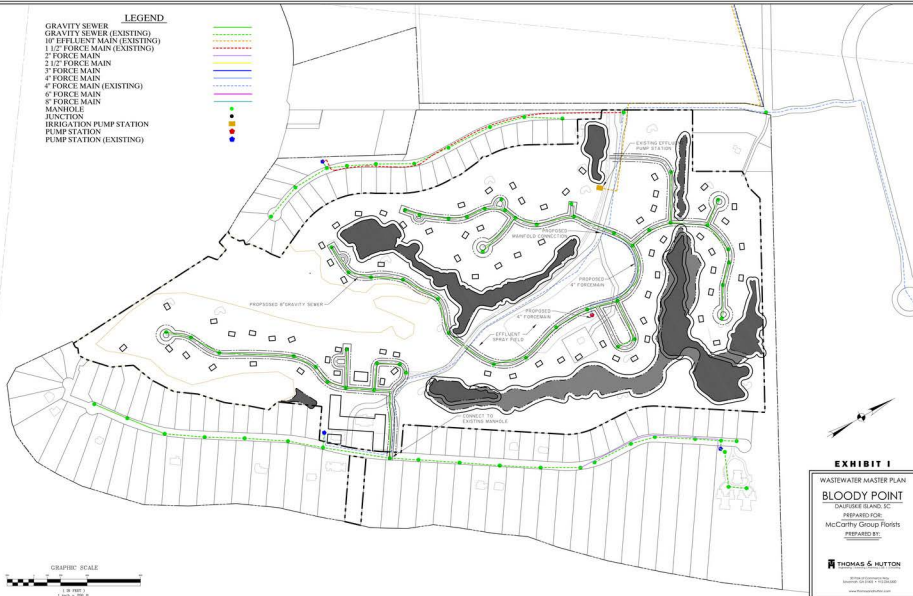 LEGEND
GRAVITY SEWER
GRAVITY SEWER (EXISTING)
10" EFFLUENT MAIN (EXISTING)
1 1/2" FORCE MAIN (EXISTING)
2" FORCE MAIN
2 1/2" FORCE MAIN
3" FORCE MAIN
4" FORCE MAIN
4" FORCE MAIN (EXISTING)
6" FORCE MAIN
8" FORCE MAIN
MANHOLE
JUNCTION
IRRIGATION PUMP STATION
PUMP STATION
PUMP STATION (EXISTING)
EXISTING EFFLUENT
PUMP STATION
PROPOSED
MANIFOLD CONNECTION
PROPOSED
4" FORCEMAIN
PROPOSED 8"GRAVITY SEWER
PROPOSED
4" FORCEMAIN
EFFLUENT
SPRAY FIELD
CONNECT TO
EXISTING MANHOLE
EXHIBIT I
WASTEWATER MASTER PLAN
BLOODY POINT
DAUFUSKIE ISLAND, SC
PREPARED FOR:
McCarthy Group Florists
PREPARED BY:
THOMAS & HUTTON
GRAPHIC SCALE
( IN FEET )